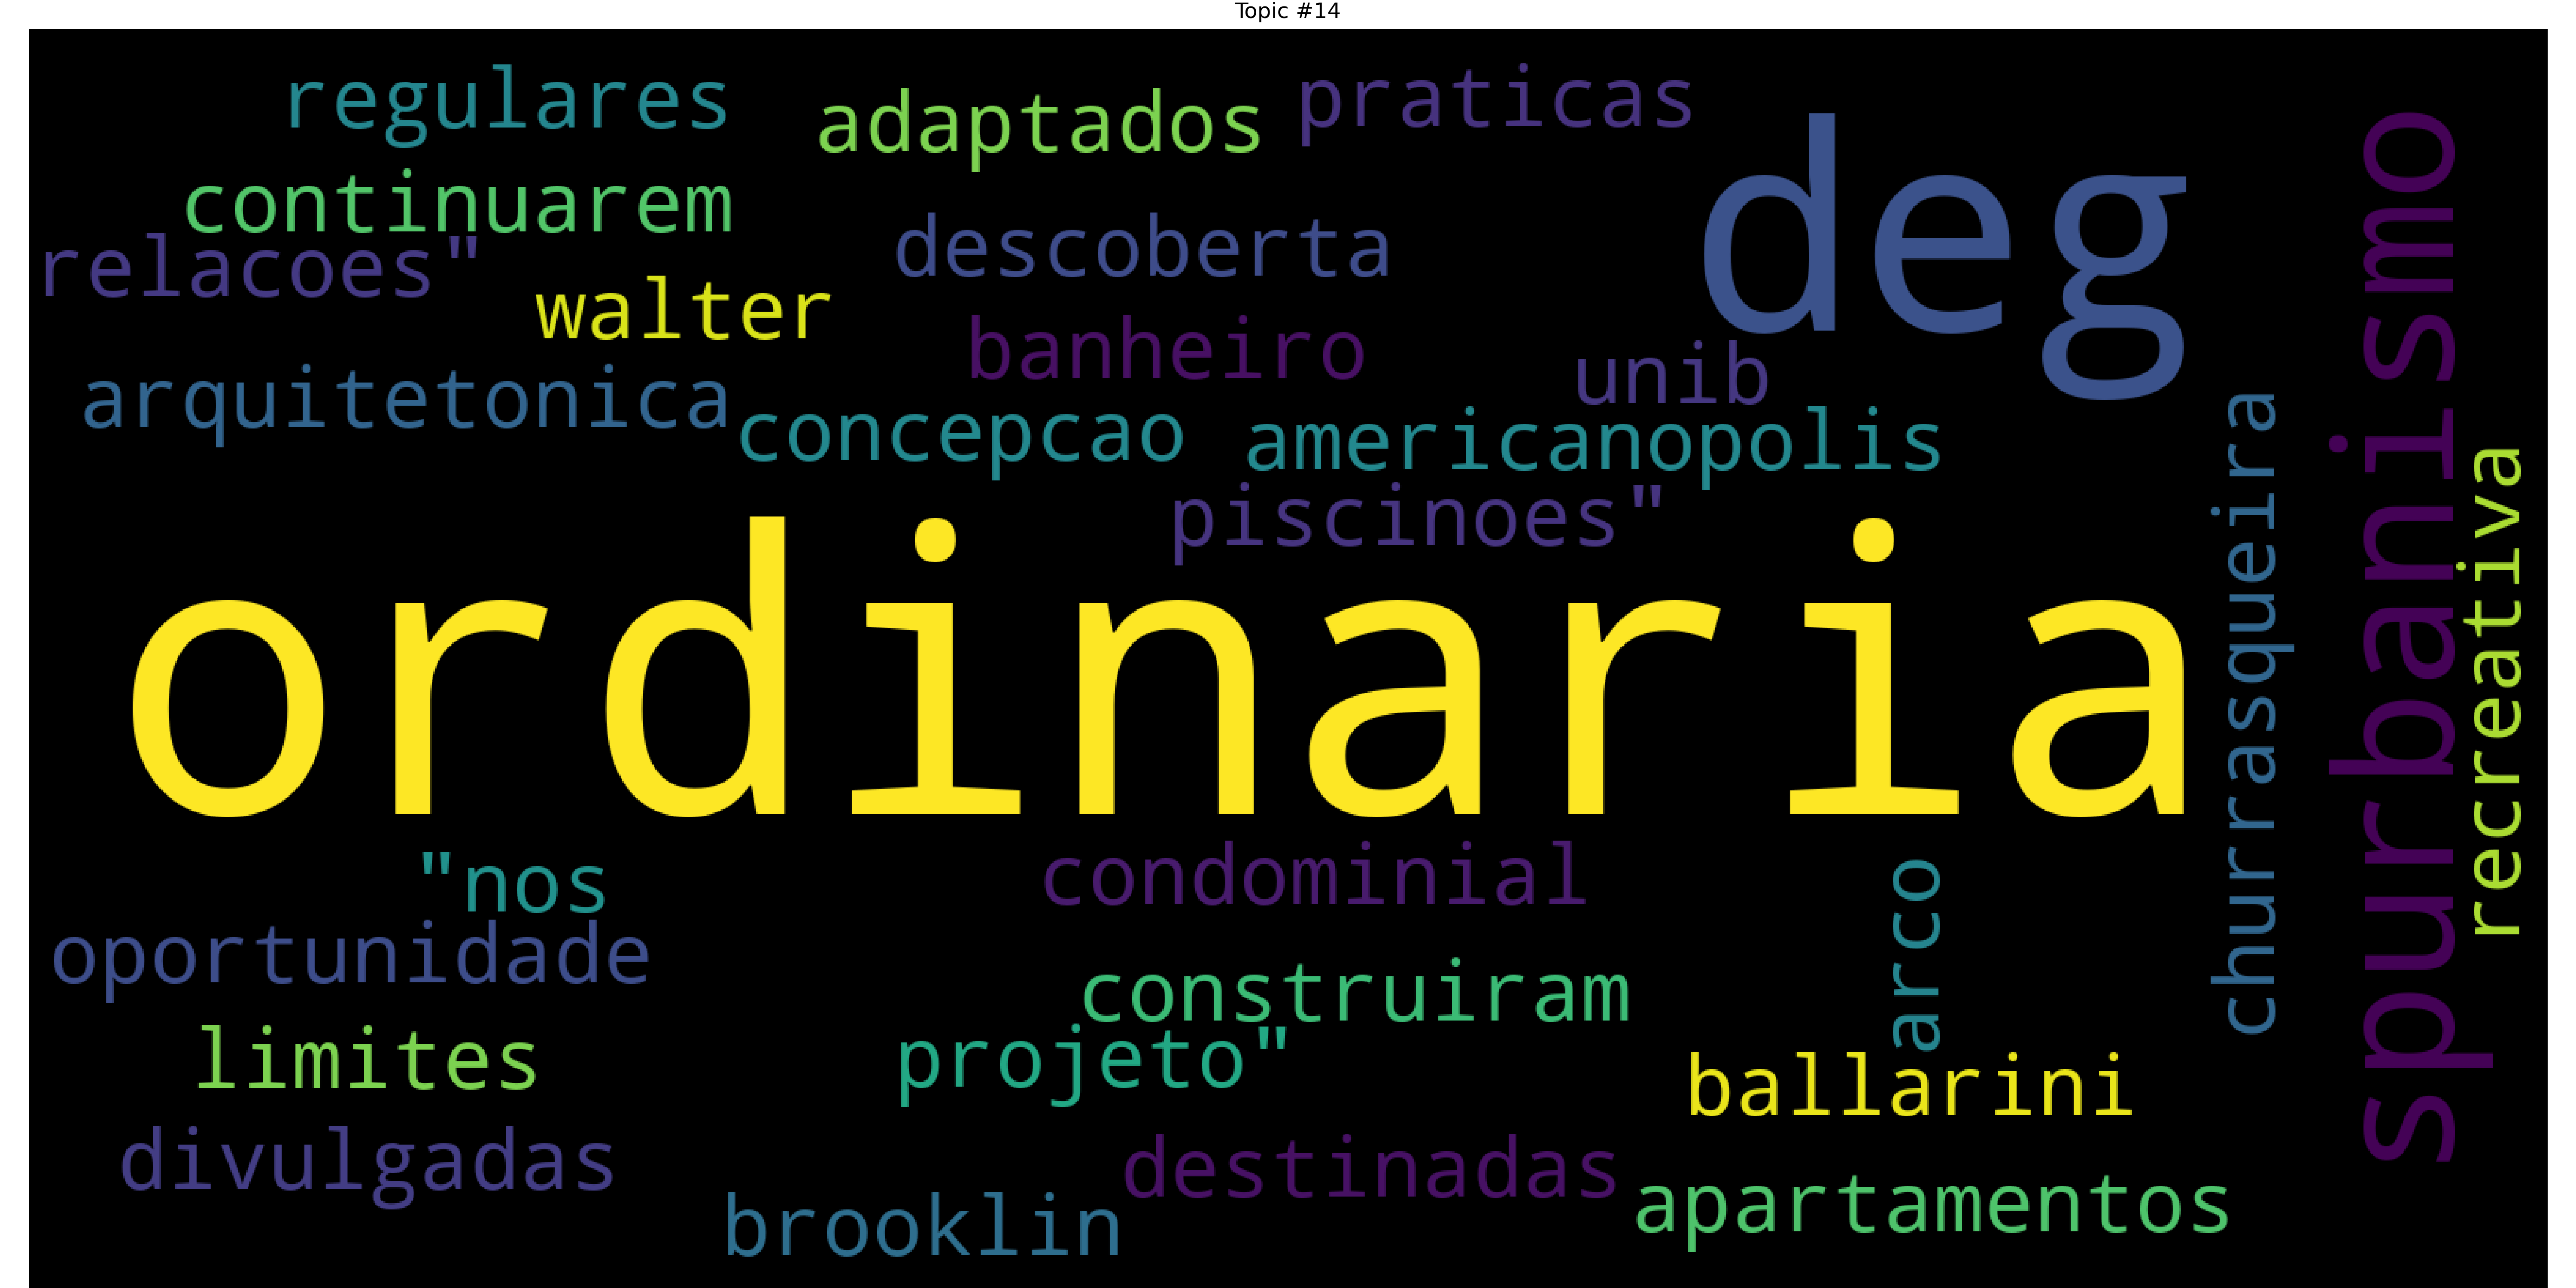 Topic #14
regulares
adaptados
praticas
deg
spurbanismo
continuarem
relacoes"
descoberta
walter
banheiro
unib
arquitetonica
concepcao
americanopolis
churrasqueira
recreativa
piscinoes"
ordinaria
"nos
condominial
arco
oportunidade
construiram
limites
projeto"
ballarini
divulgadas
destinadas
apartamentos
brooklin